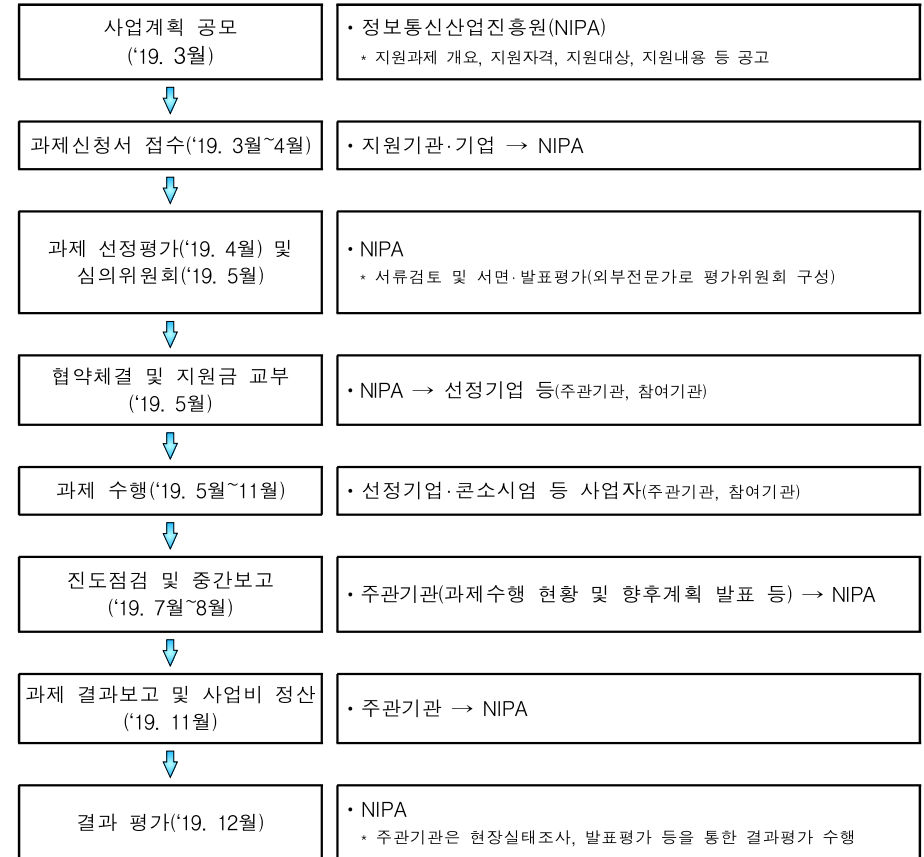 사업계획 공모
(‘19. 3월)
• 정보통신산업진흥원(NIPA)
* 지원과제 개요, 지원자격, 지원대상, 지원내용 등 공고
과제신청서 접수(‘19. 3월~4월)
• 지원기관·기업 → NIPA
과제 선정평가(‘19. 4월) 및
심의위원회(‘19. 5월)
• NIPA
* 서류검토 및 서면·발표평가(외부전문가로 평가위원회 구성)
협약체결 및 지원금 교부
(‘19. 5월)
• NIPA → 선정기업 등(주관기관, 참여기관)
과제 수행(‘19. 5월~11월)
• 선정기업·콘소시엄 등 사업자(주관기관, 참여기관)
진도점검 및 중간보고
(‘19. 7월~8월)
• 주관기관(과제수행 현황 및 향후계획 발표 등) → NIPA
과제 결과보고 및 사업비 정산
(‘19. 11월)
• 주관기관 → NIPA
결과 평가(‘19. 12월)
• NIPA
* 주관기관은 현장실태조사, 발표평가 등을 통한 결과평가 수행